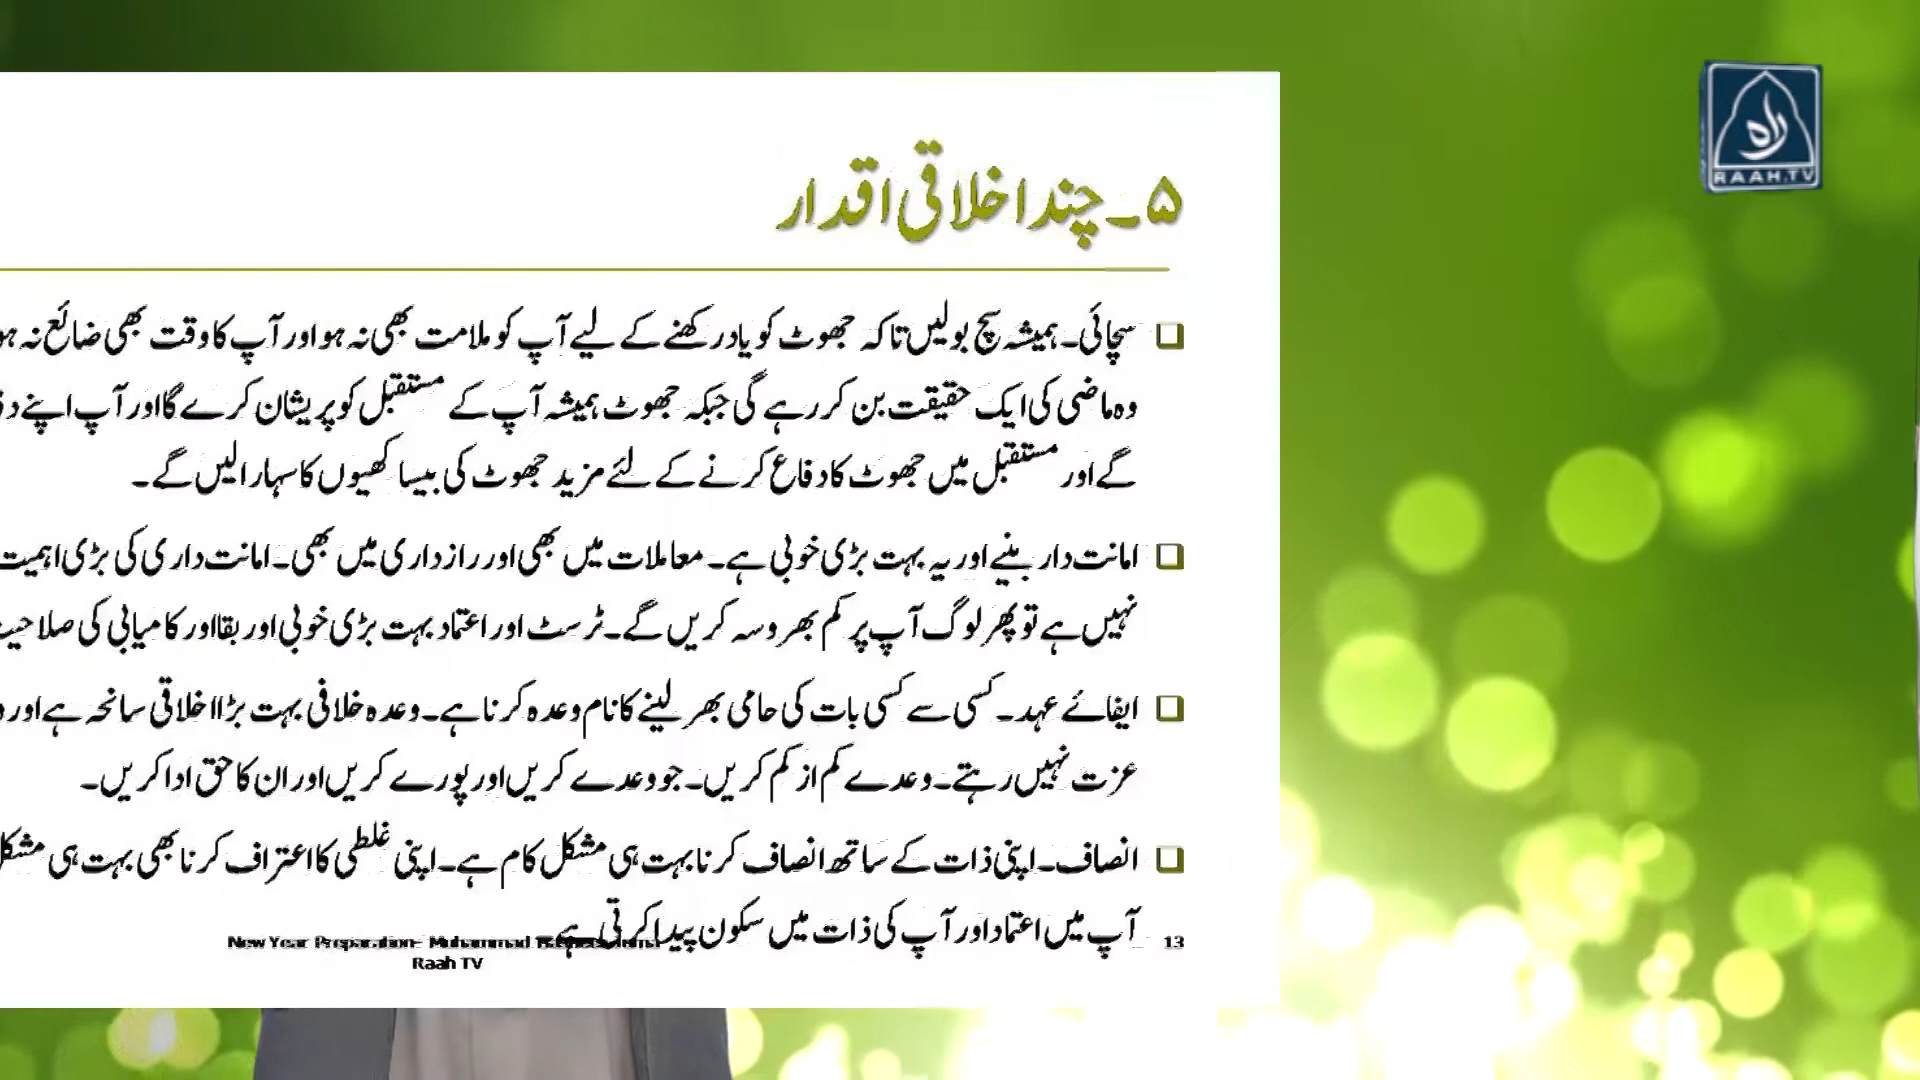 راہ
RAAH.TV
۵۔چند اخلاقی اقدار
سچائی۔ ہمیشہ سچ بولیں تاکہ جھوٹ کو یاد رکھنے کے لیے آپ کو ملامت بھی نہ ہو اور آپ کا وقت بھی ضائع نہ ہو
وہ ماضی کی ایک حقیقت بن کر رہے گی جبکہ جھوٹ ہمیشہ آپ کے مستقبل کو پریشان کرے گا اور آپ اپنے
گے اور مستقبل میں جھوٹ کا دفاع کرنے کے لئے مزید جھوٹ کی بیساکھیوں کا سہارا لیں گے۔
امانت دار بنیے اور یہ بہت بڑی خوبی ہے۔ معاملات میں بھی اور رازداری میں بھی۔ امانت داری کی بڑی اہمیت
نہیں ہے تو پھر لوگ آپ پر کم بھروسہ کریں گے۔ ٹرسٹ اور اعتماد بہت بڑی خوبی اور بقا اور کامیابی کی
ایفائے عہد۔ کسی سے کسی بات کی حامی بھر لینے کا نام وعدہ کرنا ہے۔ وعدہ خلافی بہت بڑا اخلاقی سانحہ ہے اور
عزت نہیں رہتے۔ وعدے کم از کم کریں۔ جو وعدے کریں اور پورے کریں اور ان کا حق ادا کریں۔
انصاف۔ اپنی ذات کے ساتھ انصاف کرنا بہت ہی مشکل کام ہے۔ اپنی غلطی کا اعتراف کرنا بھی بہت ہی
آپ میں اعتماد اور آپ کی ذات میں سکون پیدا کرتی ہے۔
New Year Preparation- Muhammad
Raah TV
13